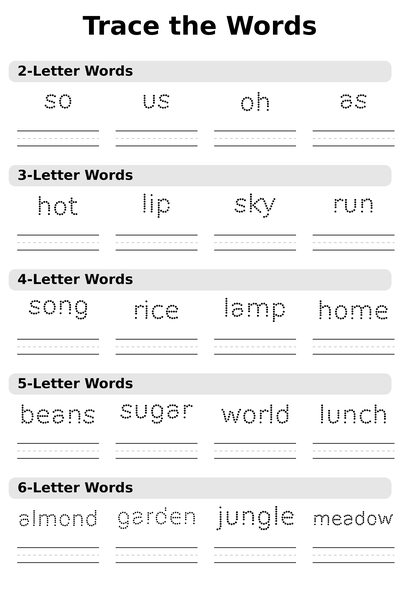 Trace the Words
2-Letter Words
so us oh as
3-Letter Words
hot lip sky run
4-Letter Words
song rice lamp home
5-Letter Words
beans sugar world lunch
6-Letter Words
almond garden jungle meadow